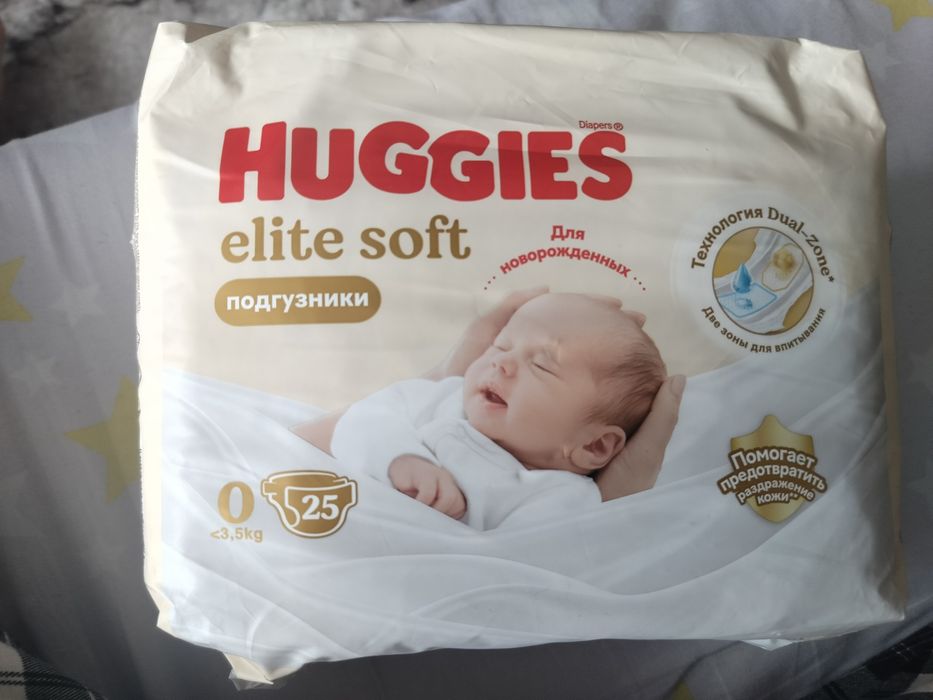 Diapers®
HUGGIES
elite soft
подгузники
Для
новорожденных
Технология Dual-Zone*
Две зоны для впитывания
Помогает
предотвратить
раздражение
кожи**
0
<3,5kg
25